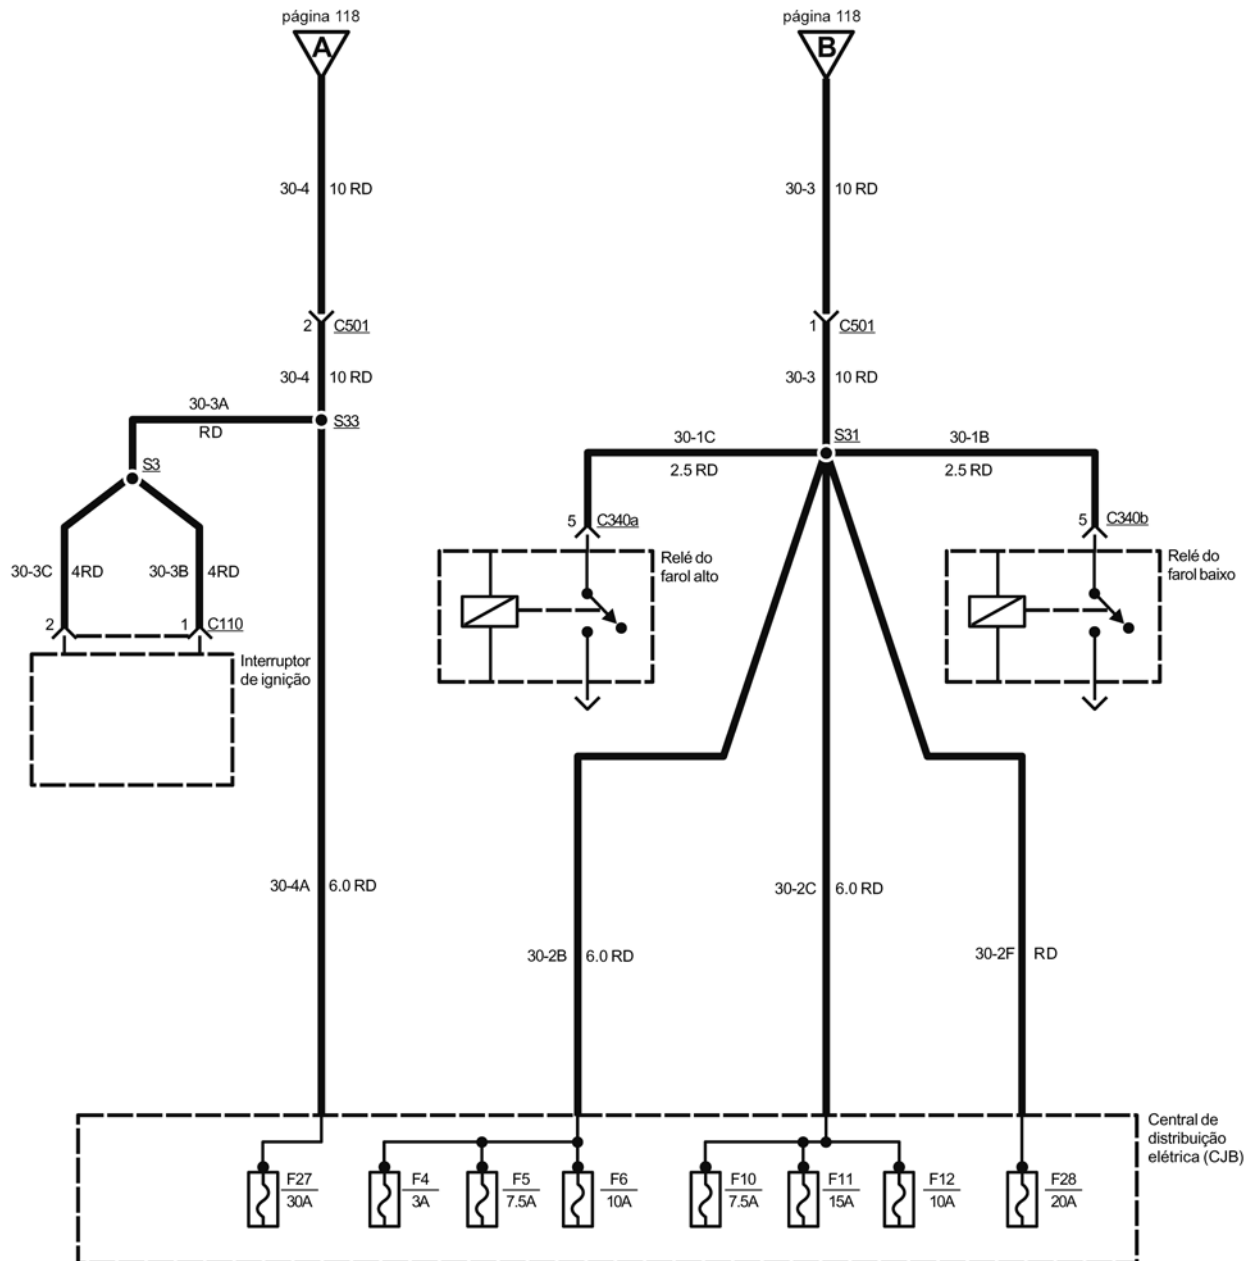 página 118
A
página 118
B
30-4 10 RD
30-3 10 RD
2 C501
1 C501
30-4 10 RD
30-3 10 RD
30-3A
RD
S33
S31
30-1C
2.5 RD
30-1B
2.5 RD
S3
5 C340a
5 C340b
Relé do
farol alto
Relé do
farol baixo
30-3C 4RD
30-3B 4RD
2
1 C110
Interruptor
de ignição
30-4A 6.0 RD
30-2C 6.0 RD
30-2B 6.0 RD
30-2F RD
Central de
distribuição
elétrica (CJB)
F27
30A
F4
3A
F5
7.5A
F6
10A
F10
7.5A
F11
15A
F12
10A
F28
20A